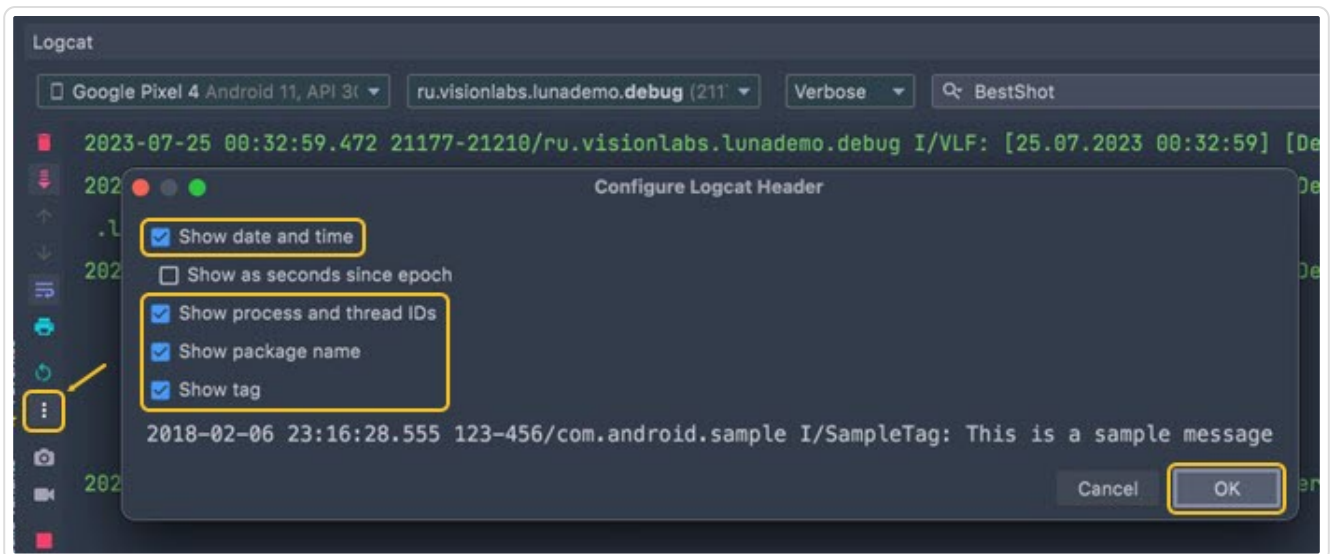 Logcat
Google Pixel 4 Android 11, API 3( ru.visionlabs.lunademo.debug (211 Verbose BestShot
2023-07-25 00:32:59.472 21177-21210/ru.visionlabs.lunademo.debug I/VLF: [25.07.2023 00:32:59] [De
202 Configure Logcat Header De
.l Show date and time
202 Show as seconds since epoch De
Show process and thread IDs
Show package name
Show tag
2018-02-06 23:16:28.555 123-456/com.android.sample I/SampleTag: This is a sample message
202 Cancel OK er